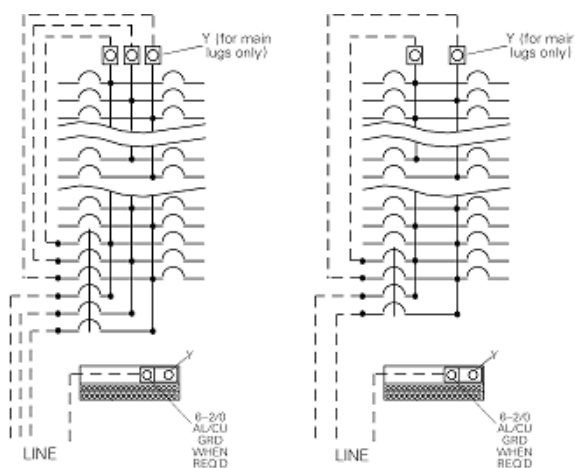 Y (for main
lugs only)
Y (for main
lugs only)
Y
6-2/0
AL/CU
GRD
WHEN
REQ'D
LINE
Y
6-2/0
AL/CU
GRD
WHEN
REQ'D
LINE